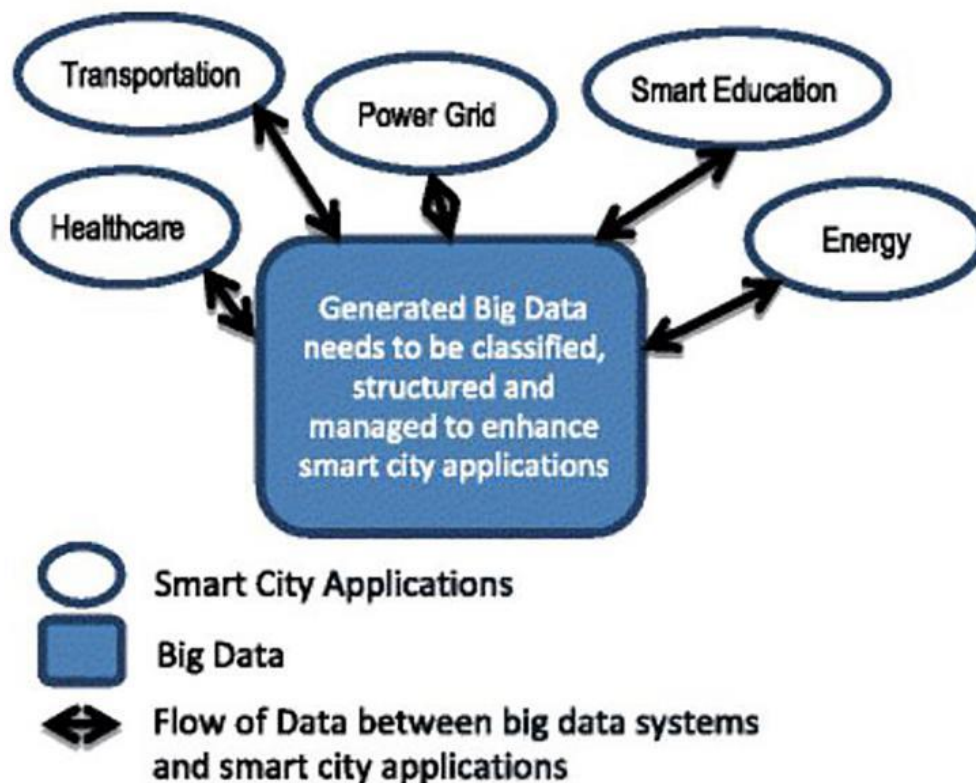 Transportation
Power Grid
Smart Education
Healthcare
Energy
Generated Big Data
needs to be classified,
structured and
managed to enhance
smart city applications
Smart City Applications
Big Data
Flow of Data between big data systems
and smart city applications